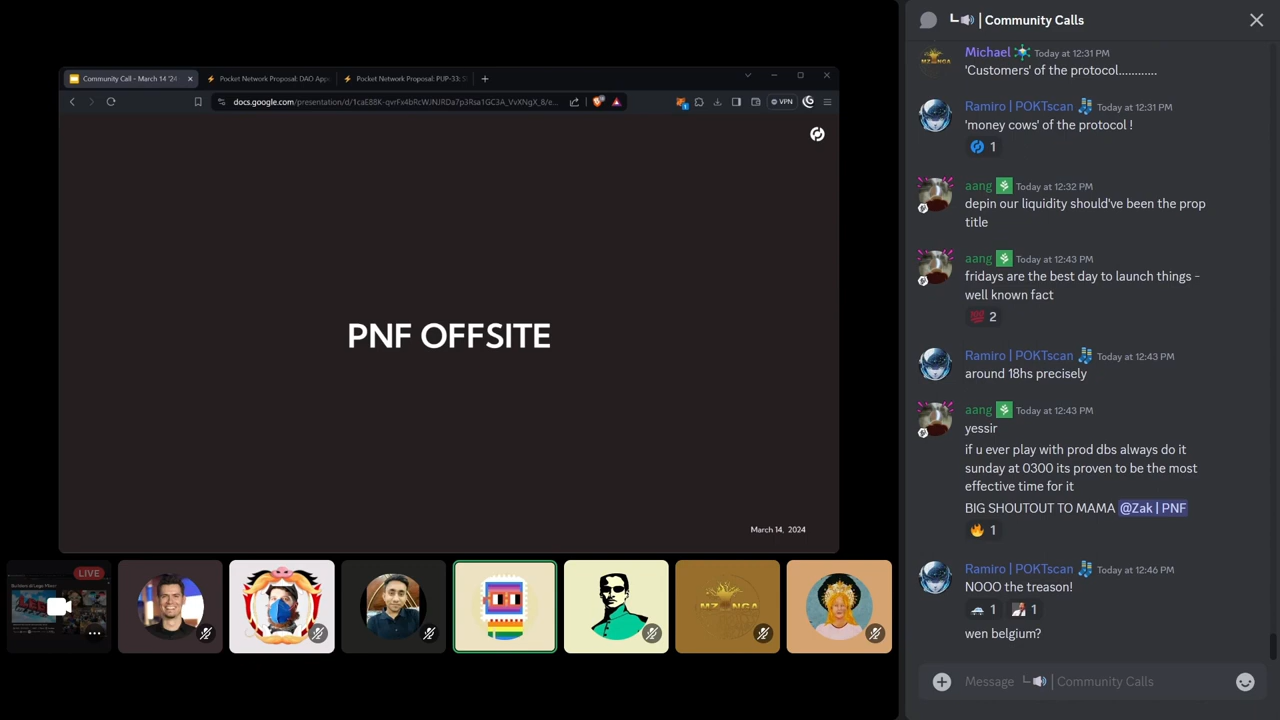 Community Call - March 14 '24
Pocket Network Proposal: DAO App
Pocket Network Proposal: PUP-33: S
docs.google.com/presentation/d/
VPN
PNF OFFSITE
March 14, 2024
LIVE
MZ NGA
Community Calls
Michael Today at 12:31 PM
'Customers' of the protocol............
Ramiro | POKTscan Today at 12:31 PM
'money cows' of the protocol !
1
aang Today at 12:32 PM
depin our liquidity should've been the prop
title
aang Today at 12:43 PM
fridays are the best day to launch things -
well known fact
2
Ramiro | POKTscan Today at 12:43 PM
around 18hs precisely
aang Today at 12:43 PM
yessir
if u ever play with prod dbs always do it
sunday at 0300 its proven to be the most
effective time for it
BIG SHOUTOUT TO MAMA @Zak | PNF
1
Ramiro | POKTscan Today at 12:46 PM
NOOO the treason!
1 1
wen belgium?
Message Community Calls